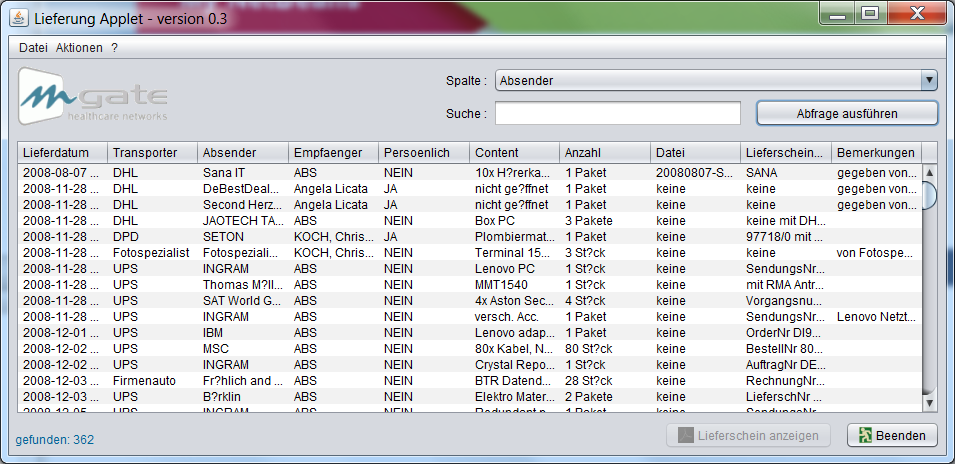 Lieferung Applet - version 0.3
Datei Aktionen ?
m gate
healthcare networks
Spalte : Absender
Suche :
Abfrage ausführen
Lieferdatum Transporter Absender Empfaenger Persoenlich Content Anzahl Datei Lieferschein... Bemerkungen
2008-08-07 ... DHL Sana IT ABS NEIN 10x H?rerka... 1 Paket 20080807-S... SANA gegeben von...
2008-11-28 ... DHL DeBestDeal... Angela Licata JA nicht ge?ffnet 1 Paket keine keine gegeben von...
2008-11-28 ... DHL Second Herz... Angela Licata JA nicht ge?ffnet 1 Paket keine keine gegeben von...
2008-11-28 ... DHL JAOTECH TA... ABS NEIN Box PC 3 Pakete keine keine mit DH...
2008-11-28 ... DPD SETON KOCH, Chris... JA Plombiermat... 1 Paket keine 97718/0 mit ...
2008-11-28 ... Fotospezialist Fotospeziali... KOCH, Chris... NEIN Terminal 15... 3 St?ck keine keine von Fotospe...
2008-11-28 ... UPS INGRAM ABS NEIN Lenovo PC 1 St?ck keine SendungsNr...
2008-11-28 ... UPS Thomas M?ll... ABS NEIN MMT1540 1 St?ck keine mit RMA Antr...
2008-11-28 ... UPS SAT World G... ABS NEIN 4x Aston Sec... 4 St?ck keine Vorgangsnu...
2008-11-28 ... UPS INGRAM ABS NEIN versch. Acc. 1 Paket keine SendungsNr... Lenovo Netzt...
2008-12-01 ... UPS IBM ABS NEIN Lenovo adap... 1 Paket keine OrderNr DI9...
2008-12-02 ... UPS MSC ABS NEIN 80x Kabel, N... 80 St?ck keine BestellNr 80...
2008-12-02 ... UPS INGRAM ABS NEIN Crystal Repo... 1 St?ck keine AuftragNr DE...
2008-12-03 ... Firmenauto Fr?hlich and ... ABS NEIN BTR Datend... 28 St?ck keine RechnungNr...
2008-12-03 ... UPS B?rklin ABS NEIN Elektro Mater... 2 Pakete keine LieferschNr ...
2008-12-05 ... UPS INGRAM ABS NEIN Redundant p... 1 Paket keine SendungsNr...
gefunden: 362
Lieferschein anzeigen
Beenden